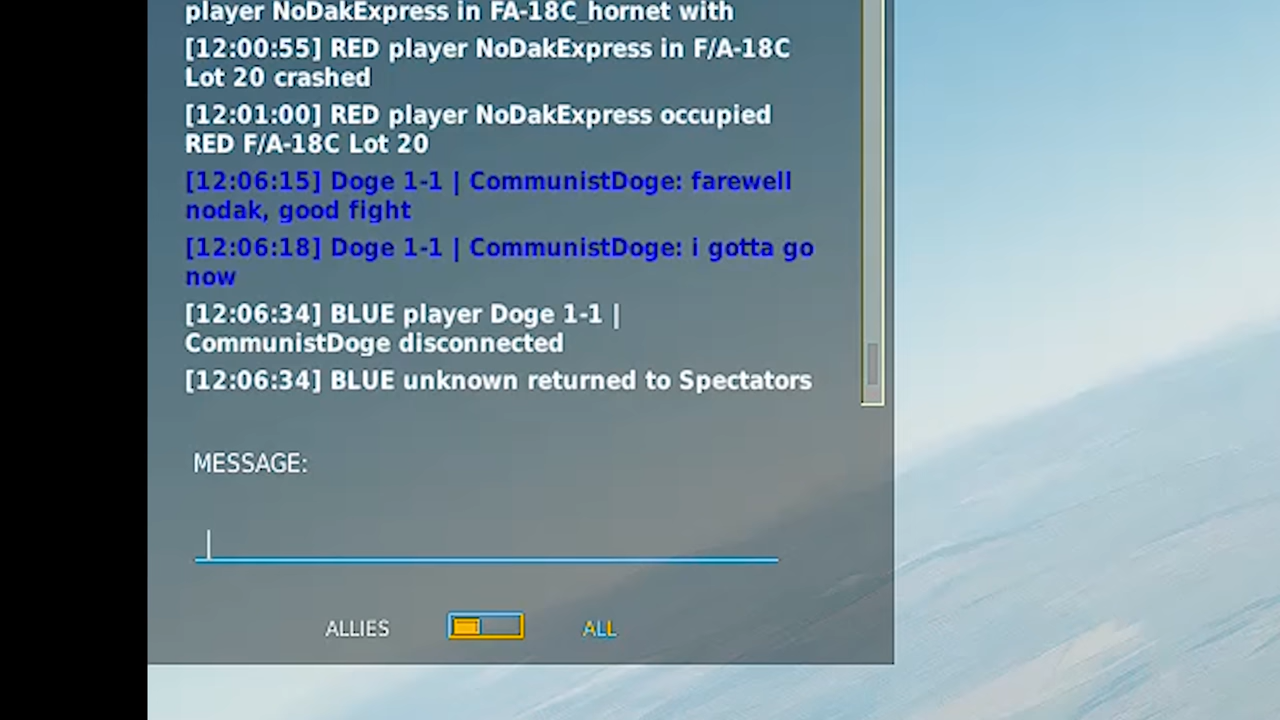 player NoDakExpress in FA-18C_hornet with
[12:00:55] RED player NoDakExpress in F/A-18C
Lot 20 crashed
[12:01:00] RED player NoDakExpress occupied
RED F/A-18C Lot 20
[12:06:15] Doge 1-1 | CommunistDoge: farewell
nodak, good fight
[12:06:18] Doge 1-1 | CommunistDoge: i gotta go
now
[12:06:34] BLUE player Doge 1-1 |
CommunistDoge disconnected
[12:06:34] BLUE unknown returned to Spectators
MESSAGE:
ALLIES ALL